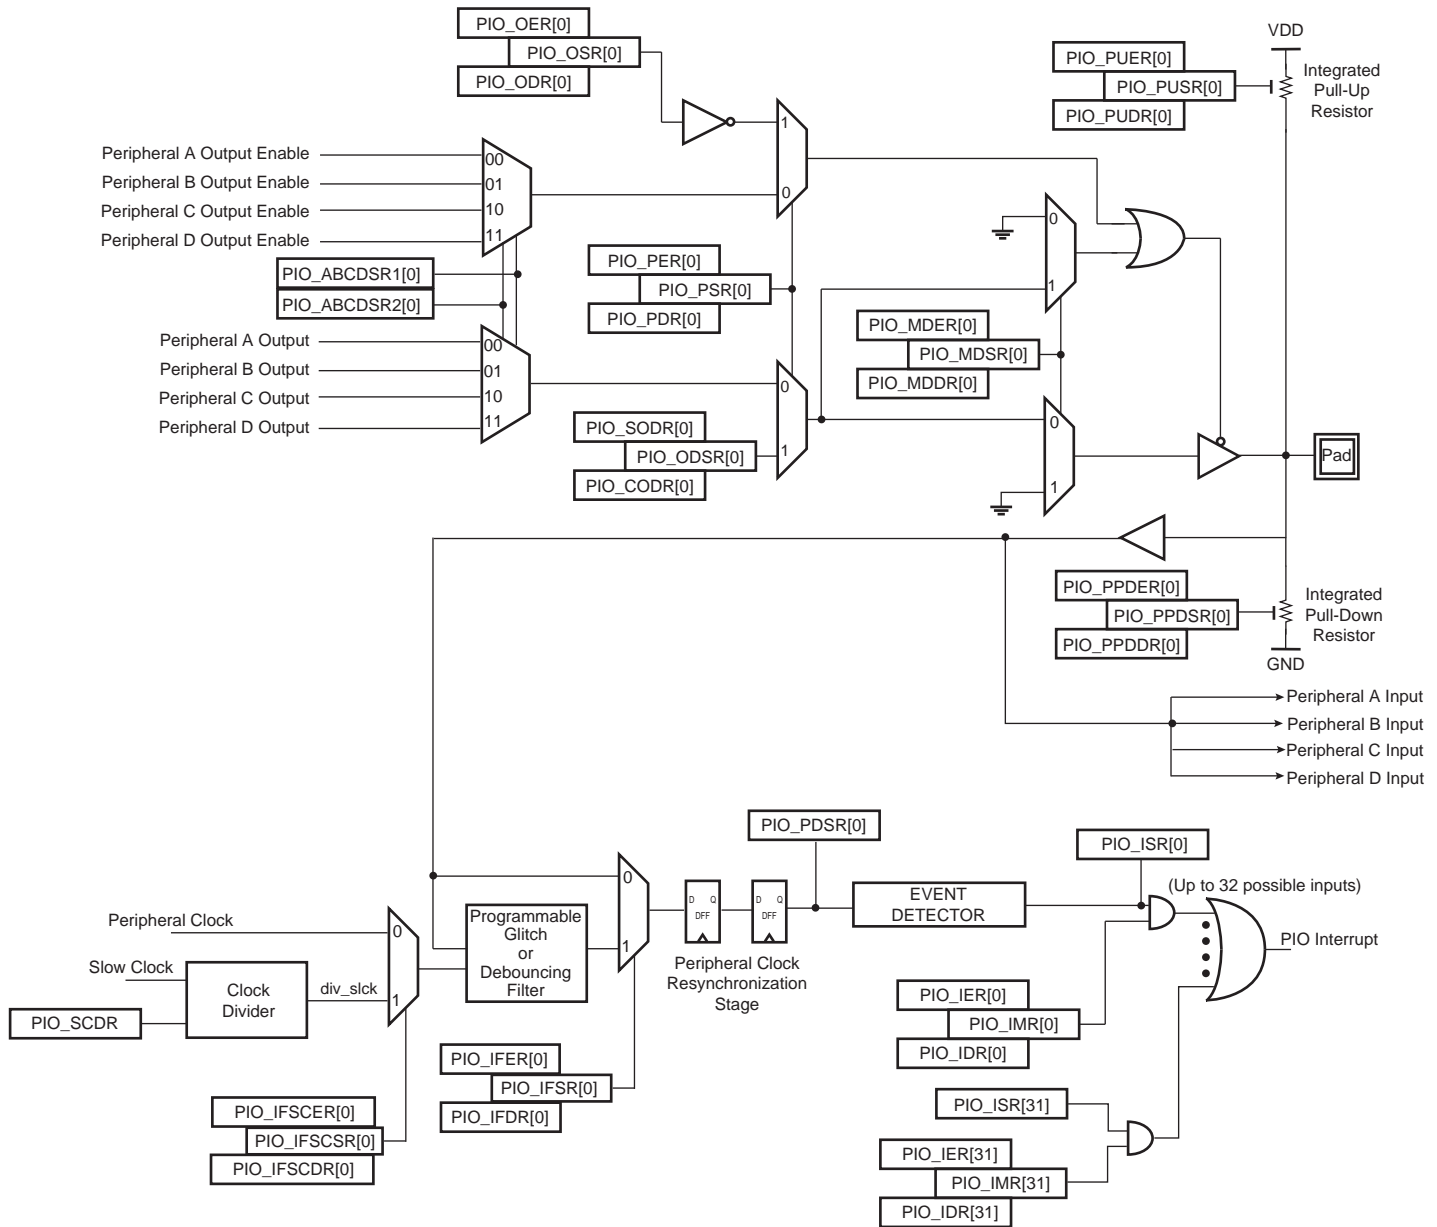 PIO_OER[0]
PIO_OSR[0]
PIO_ODR[0]
1
0
Peripheral A Output Enable
Peripheral B Output Enable
Peripheral C Output Enable
Peripheral D Output Enable
00
01
10
11
PIO_ABCDSR1[0]
PIO_ABCDSR2[0]
Peripheral A Output
Peripheral B Output
Peripheral C Output
Peripheral D Output
00
01
10
11
PIO_PER[0]
PIO_PSR[0]
PIO_PDR[0]
0
1
PIO_SODR[0]
PIO_ODSR[0]
PIO_CODR[0]
0
1
PIO_MDER[0]
PIO_MDSR[0]
PIO_MDDR[0]
0
1
VDD
PIO_PUER[0]
PIO_PUSR[0]
PIO_PUDR[0]
Integrated
Pull-Up
Resistor
Pad
PIO_PPDER[0]
PIO_PPDSR[0]
PIO_PPDDR[0]
Integrated
Pull-Down
Resistor
GND
Peripheral A Input
Peripheral B Input
Peripheral C Input
Peripheral D Input
Peripheral Clock
Slow Clock
Clock
Divider
div_slck
PIO_SCDR
0
1
PIO_IFSCER[0]
PIO_IFSCSR[0]
PIO_IFSCDR[0]
Programmable
Glitch
or
Debouncing
Filter
0
1
PIO_IFER[0]
PIO_IFSR[0]
PIO_IFDR[0]
D Q
DFF
D Q
DFF
Peripheral Clock
Resynchronization
Stage
PIO_PDSR[0]
EVENT
DETECTOR
PIO_ISR[0]
(Up to 32 possible inputs)
PIO Interrupt
PIO_IER[0]
PIO_IMR[0]
PIO_IDR[0]
PIO_ISR[31]
PIO_IER[31]
PIO_IMR[31]
PIO_IDR[31]